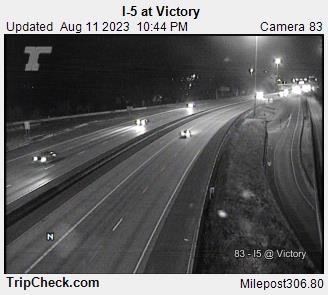 I-5 at Victory
Updated Aug 11 2023 10:44 PM Camera 83
T
N
83 - I5 @ Victory
TripCheck.com Milepost306.80